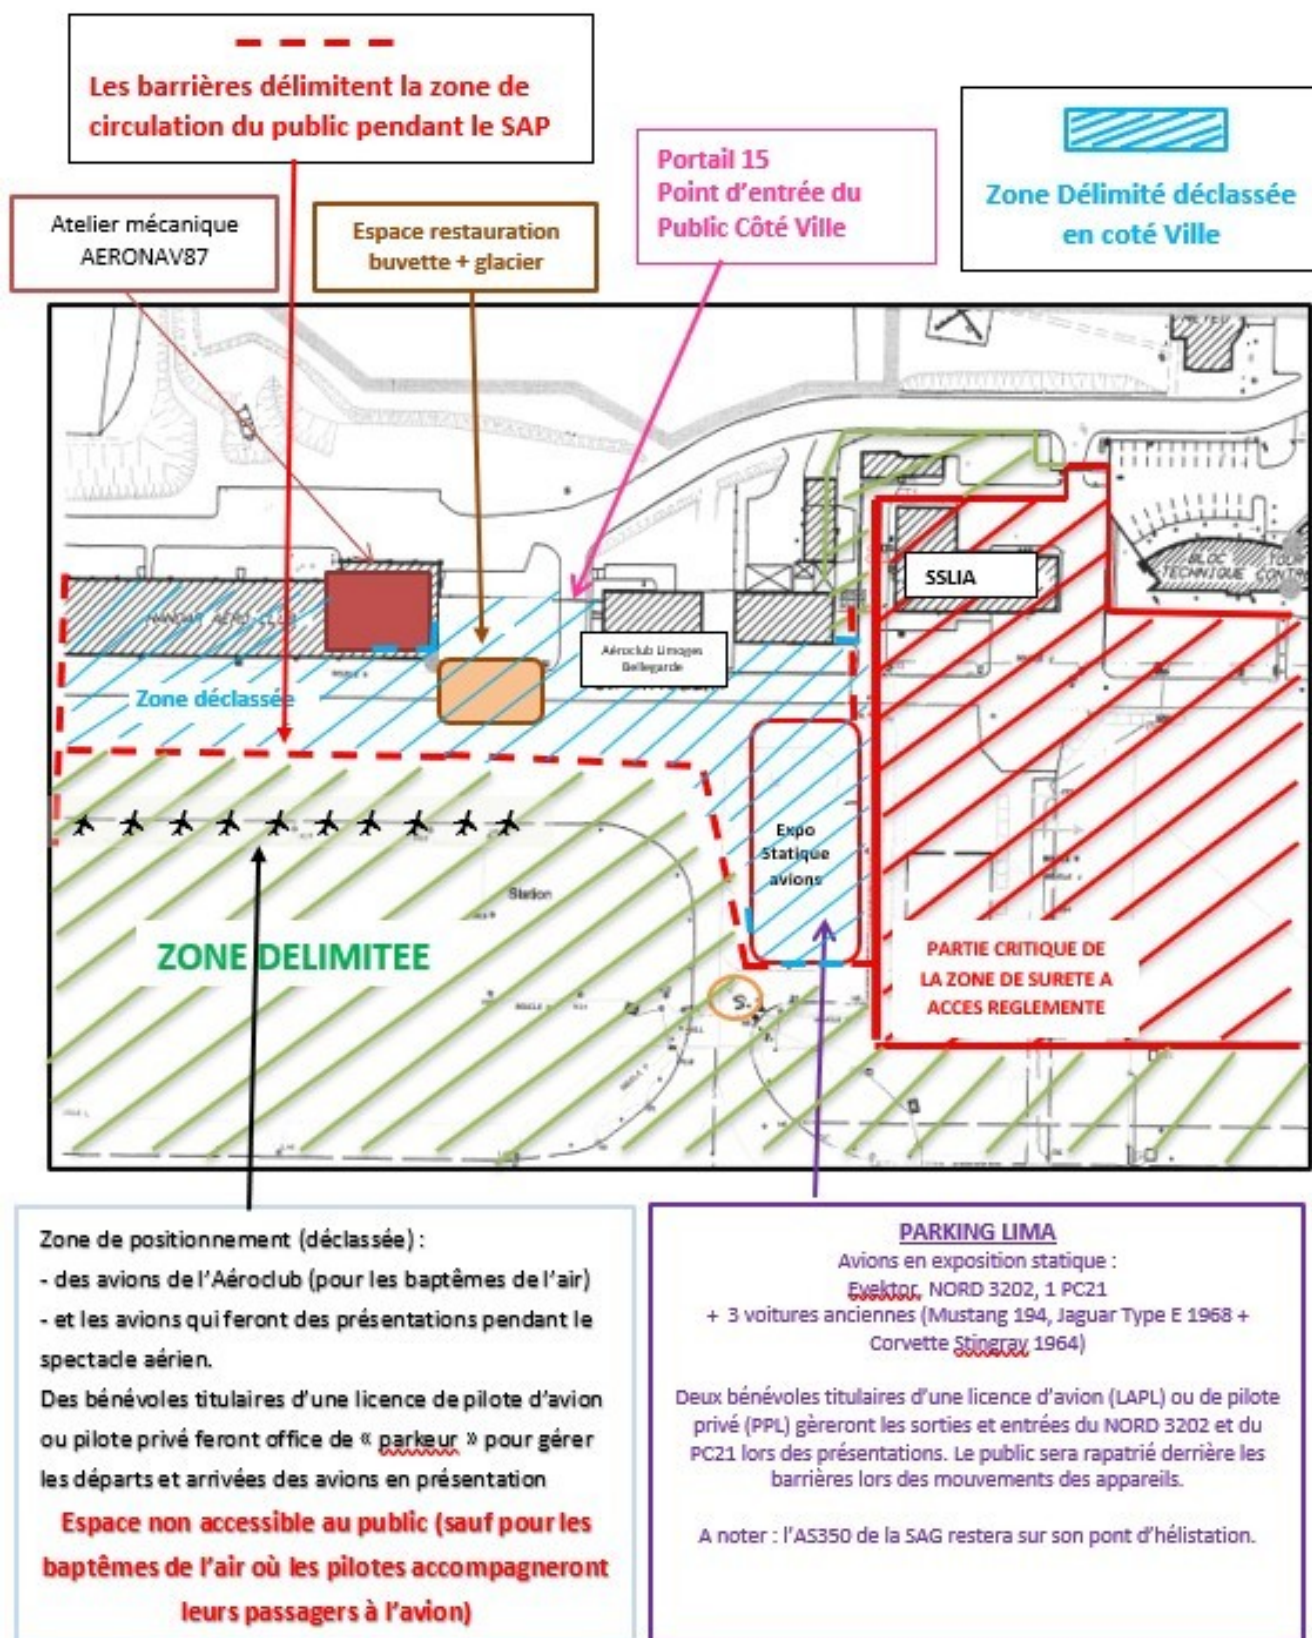 Les barrières délimitent la zone de
circulation du public pendant le SAP
Portail 15
Point d'entrée du
Public Côté Ville
Zone Délimité déclassée
en coté Ville
Atelier mécanique
AERONAV87
Espace restauration
buvette + glacier
SSLIA
BLOC
TECHNIQUE
HANGAR AERO-CLUB
Aéroclub Limoges
Bellegarde
Zone déclassée
Expo
Statique
avions
Station
ZONE DELIMITEE
S.
PARTIE CRITIQUE DE
LA ZONE DE SURETE A
ACCES REGLEMENTE
Zone de positionnement (déclassée) :
- des avions de l'Aéroclub (pour les baptêmes de l'air)
- et les avions qui feront des présentations pendant le
spectacle aérien.
Des bénévoles titulaires d'une licence de pilote d'avion
ou pilote privé feront office de « parkeur » pour gérer
les départs et arrivées des avions en présentation
Espace non accessible au public (sauf pour les
baptêmes de l'air où les pilotes accompagneront
leurs passagers à l'avion)
PARKING LIMA
Avions en exposition statique :
Evektor, NORD 3202, 1 PC21
+ 3 voitures anciennes (Mustang 194, Jaguar Type E 1968 +
Corvette Stingray 1964)
Deux bénévoles titulaires d'une licence d'avion (LAPL) ou de pilote
privé (PPL) gèreront les sorties et entrées du NORD 3202 et du
PC21 lors des présentations. Le public sera rapatrié derrière les
barrières lors des mouvements des appareils.
A noter : l'AS350 de la SAG restera sur son pont d'hélistation.